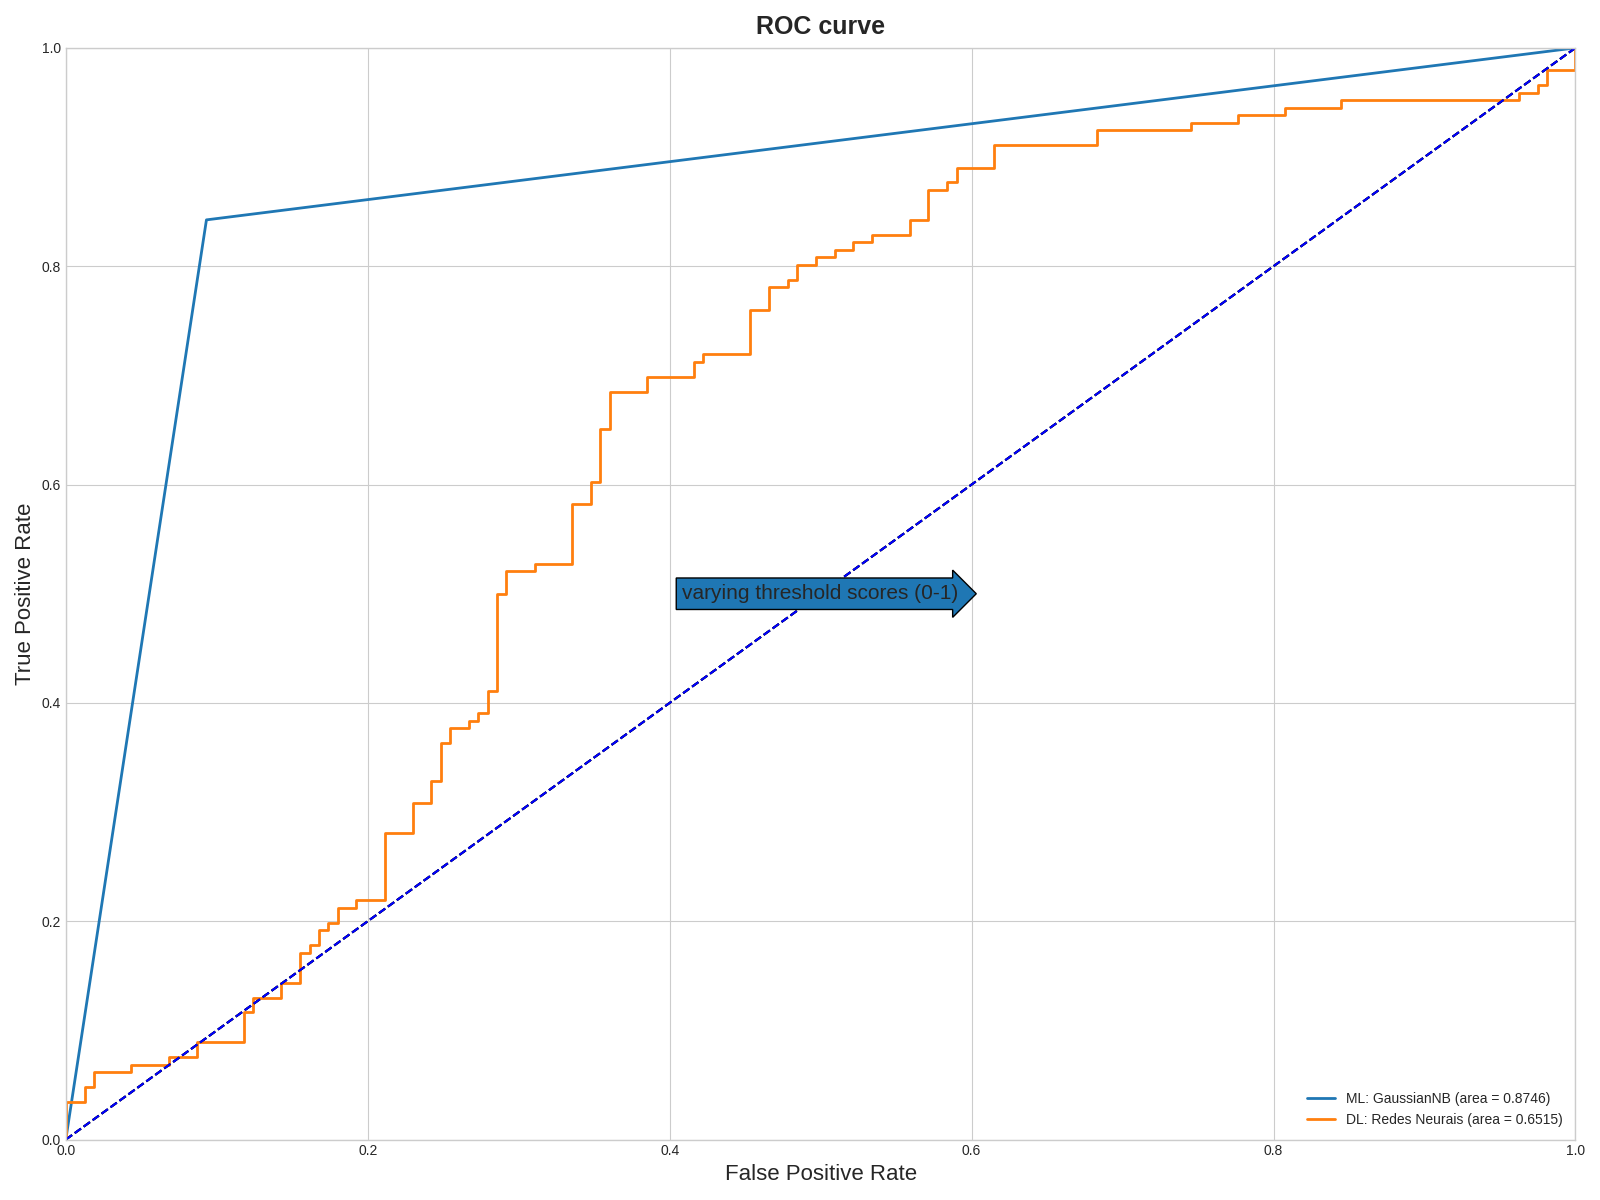 ROC curve
1.0
0.8
0.6
0.4
0.2
0.0
True Positive Rate
varying threshold scores (0-1)
ML: GaussianNB (area = 0.8746)
DL: Redes Neurais (area = 0.6515)
0.0 0.2 0.4 0.6 0.8 1.0
False Positive Rate